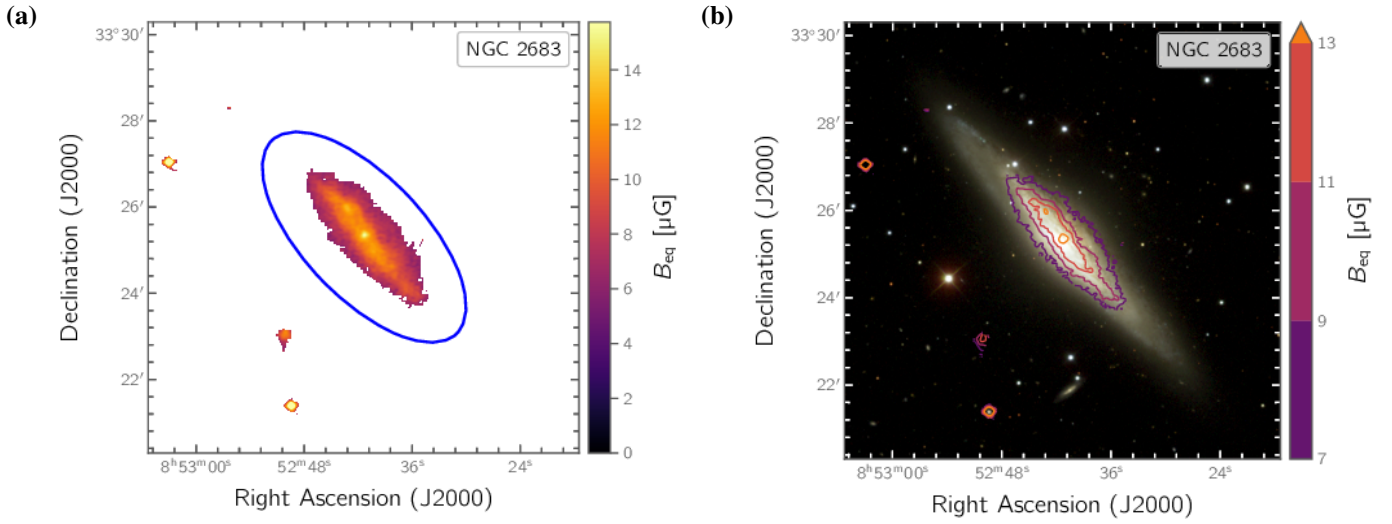 (a)
NGC 2683
33°30′
28′
26′
24′
22′
Declination (J2000)
8ʰ53ᵐ00ˢ
52ᵐ48ˢ
36ˢ
24ˢ
Right Ascension (J2000)
14
12
10
8
6
4
2
0
B_eq [µG]
(b)
NGC 2683
33°30′
28′
26′
24′
22′
Declination (J2000)
8ʰ53ᵐ00ˢ
52ᵐ48ˢ
36ˢ
24ˢ
Right Ascension (J2000)
13
11
9
7
B_eq [µG]